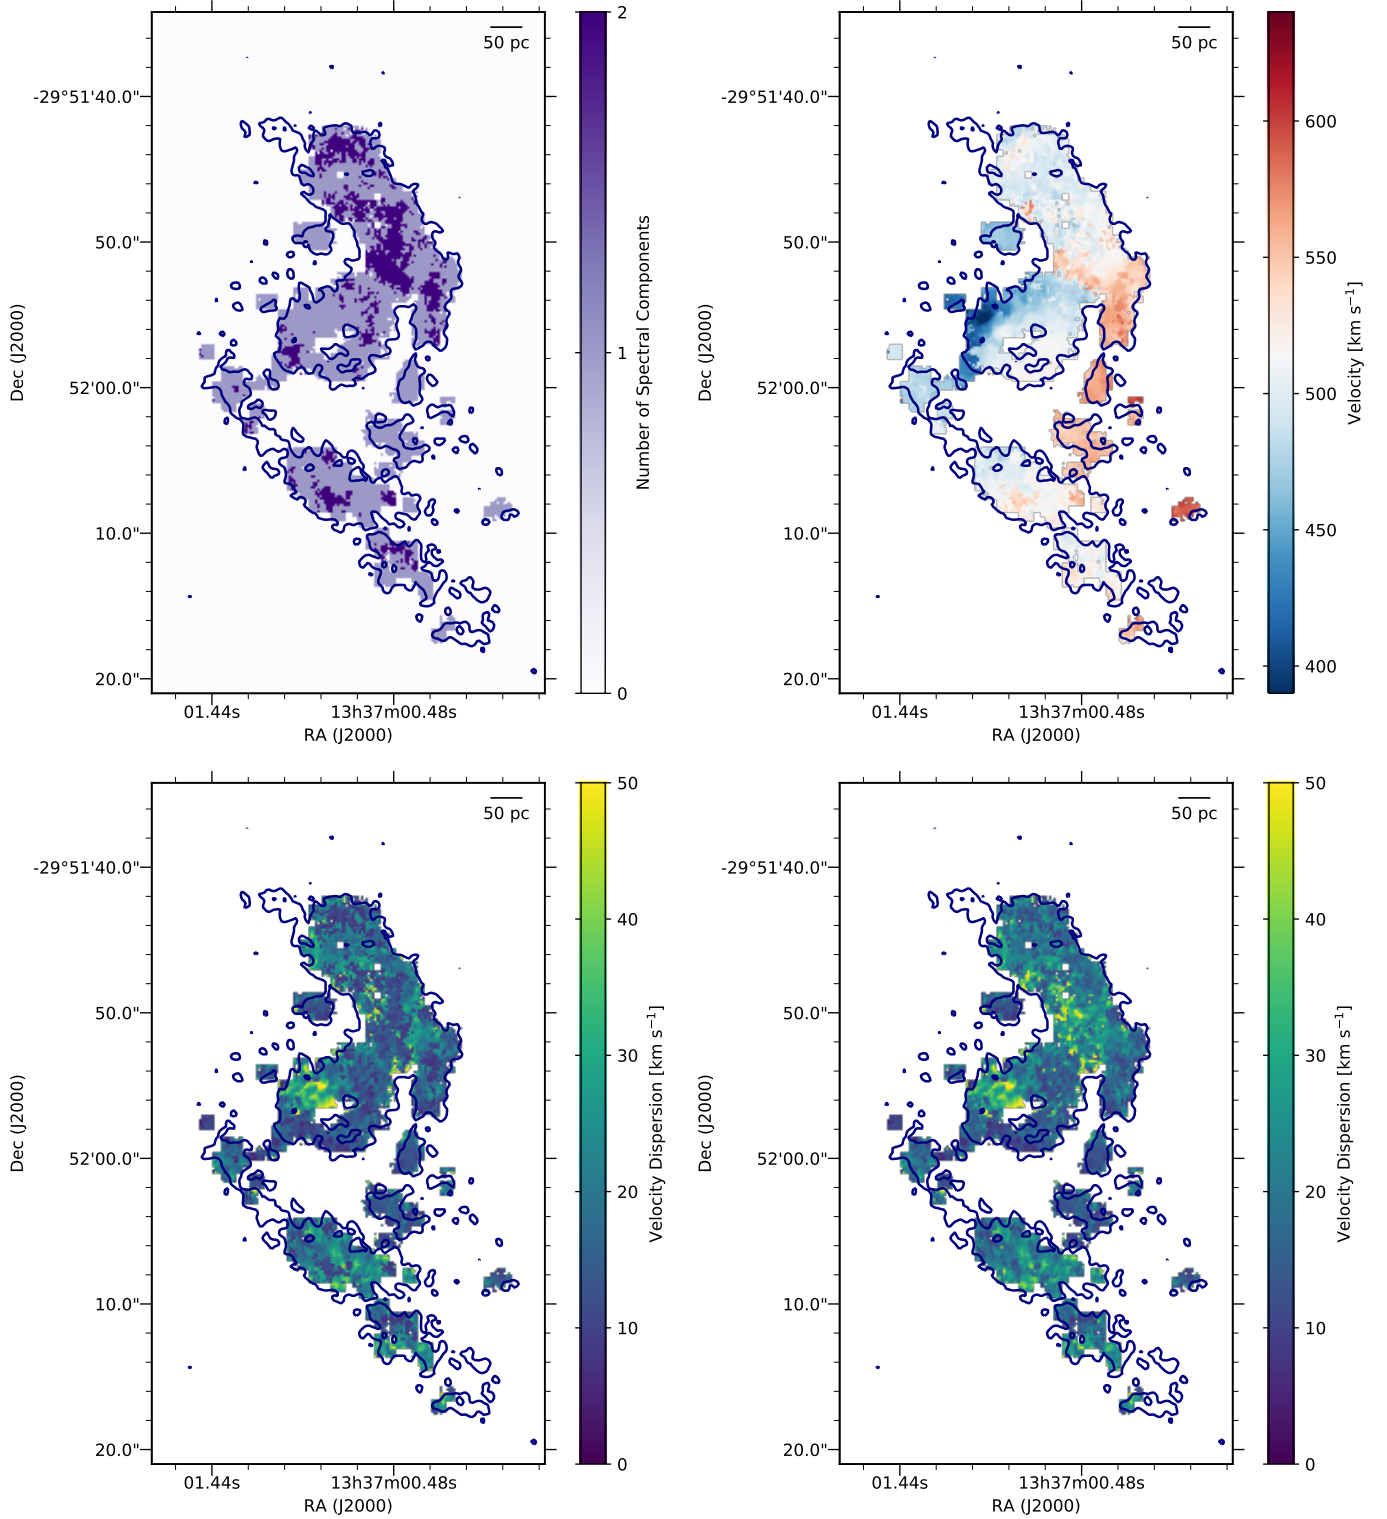 50 pc
-29°51'40.0"
50.0"
52'00.0"
10.0"
20.0"
Dec (J2000)
01.44s
13h37m00.48s
RA (J2000)
2
1
0
Number of Spectral Components
50 pc
-29°51'40.0"
50.0"
52'00.0"
10.0"
20.0"
Dec (J2000)
01.44s
13h37m00.48s
RA (J2000)
600
550
500
450
400
Velocity [km s⁻¹]
50 pc
-29°51'40.0"
50.0"
52'00.0"
10.0"
20.0"
Dec (J2000)
01.44s
13h37m00.48s
RA (J2000)
50
40
30
20
10
0
Velocity Dispersion [km s⁻¹]
50 pc
-29°51'40.0"
50.0"
52'00.0"
10.0"
20.0"
Dec (J2000)
01.44s
13h37m00.48s
RA (J2000)
50
40
30
20
10
0
Velocity Dispersion [km s⁻¹]